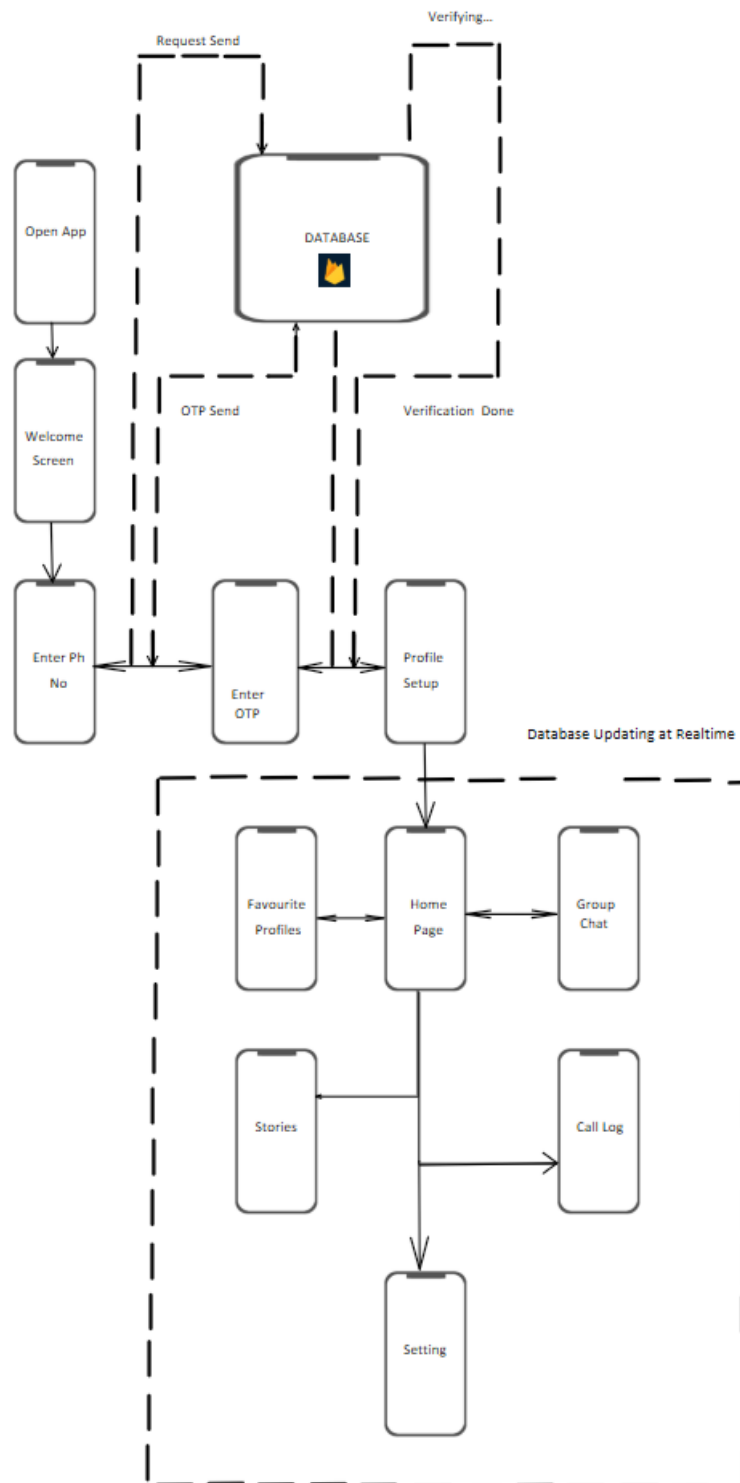 Verifying...
Request Send
Open App
DATABASE
OTP Send
Verification Done
Welcome
Screen
Enter Ph
No
Enter
OTP
Profile
Setup
Database Updating at Realtime
Favourite
Profiles
Home
Page
Group
Chat
Stories
Call Log
Setting